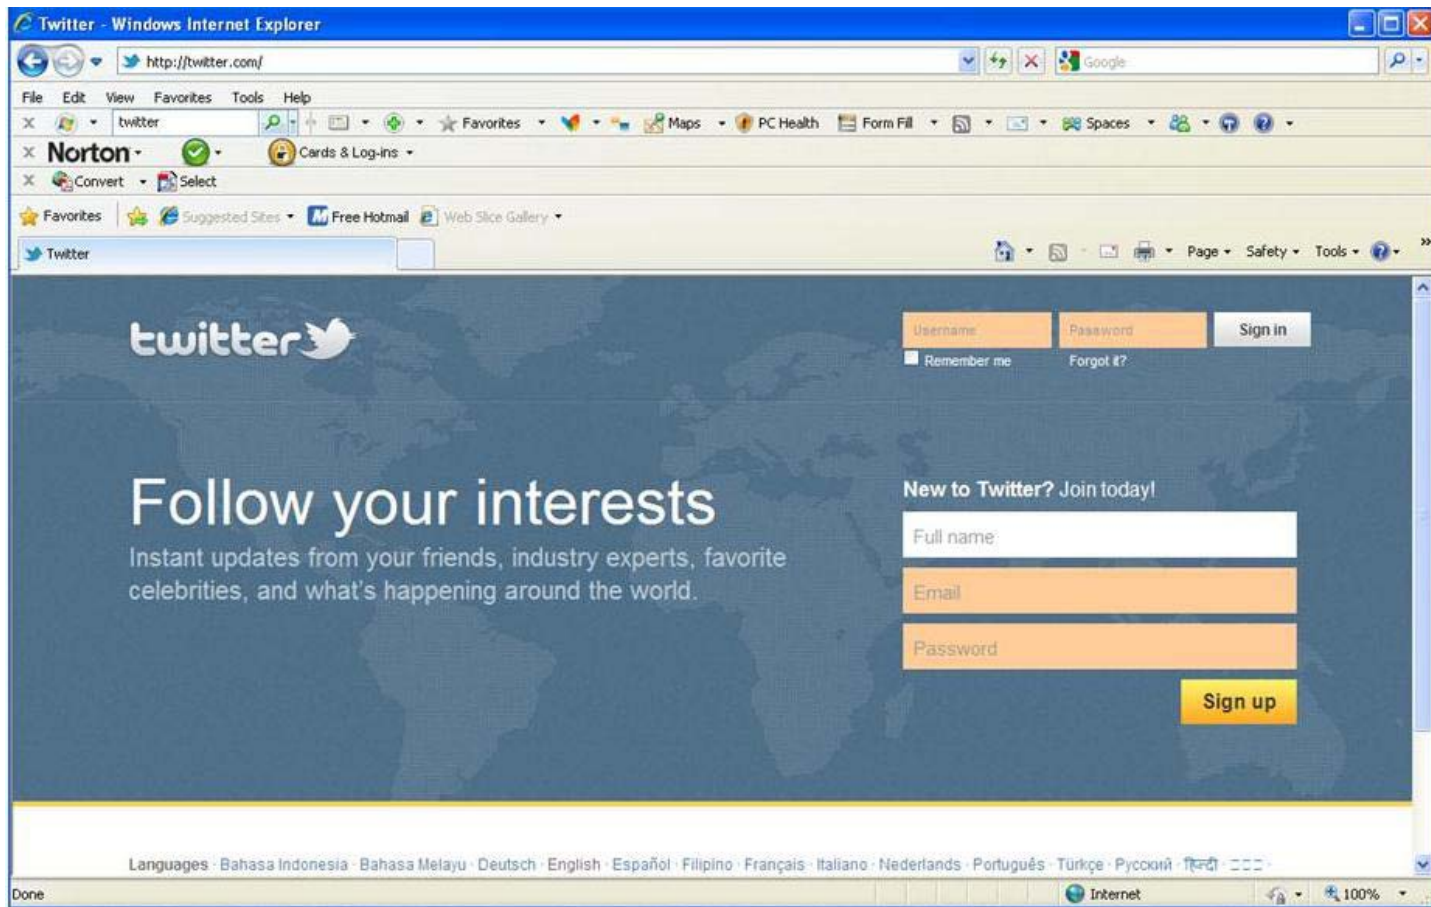 Twitter - Windows Internet Explorer
http://twitter.com/
Google
File Edit View Favorites Tools Help
twitter Favorites Maps PC Health Form Fill Spaces
Norton Cards & Log-ins
Convert Select
Favorites Suggested Sites Free Hotmail Web Slice Gallery
Twitter Page Safety Tools
twitter
Username Password Sign in
Remember me Forgot it?
Follow your interests
Instant updates from your friends, industry experts, favorite
celebrities, and what's happening around the world.
New to Twitter? Join today!
Full name
Email
Password
Sign up
Languages · Bahasa Indonesia · Bahasa Melayu · Deutsch · English · Español · Filipino · Français · Italiano · Nederlands · Português · Türkçe · Русский · हिन्दी ·
Done Internet 100%